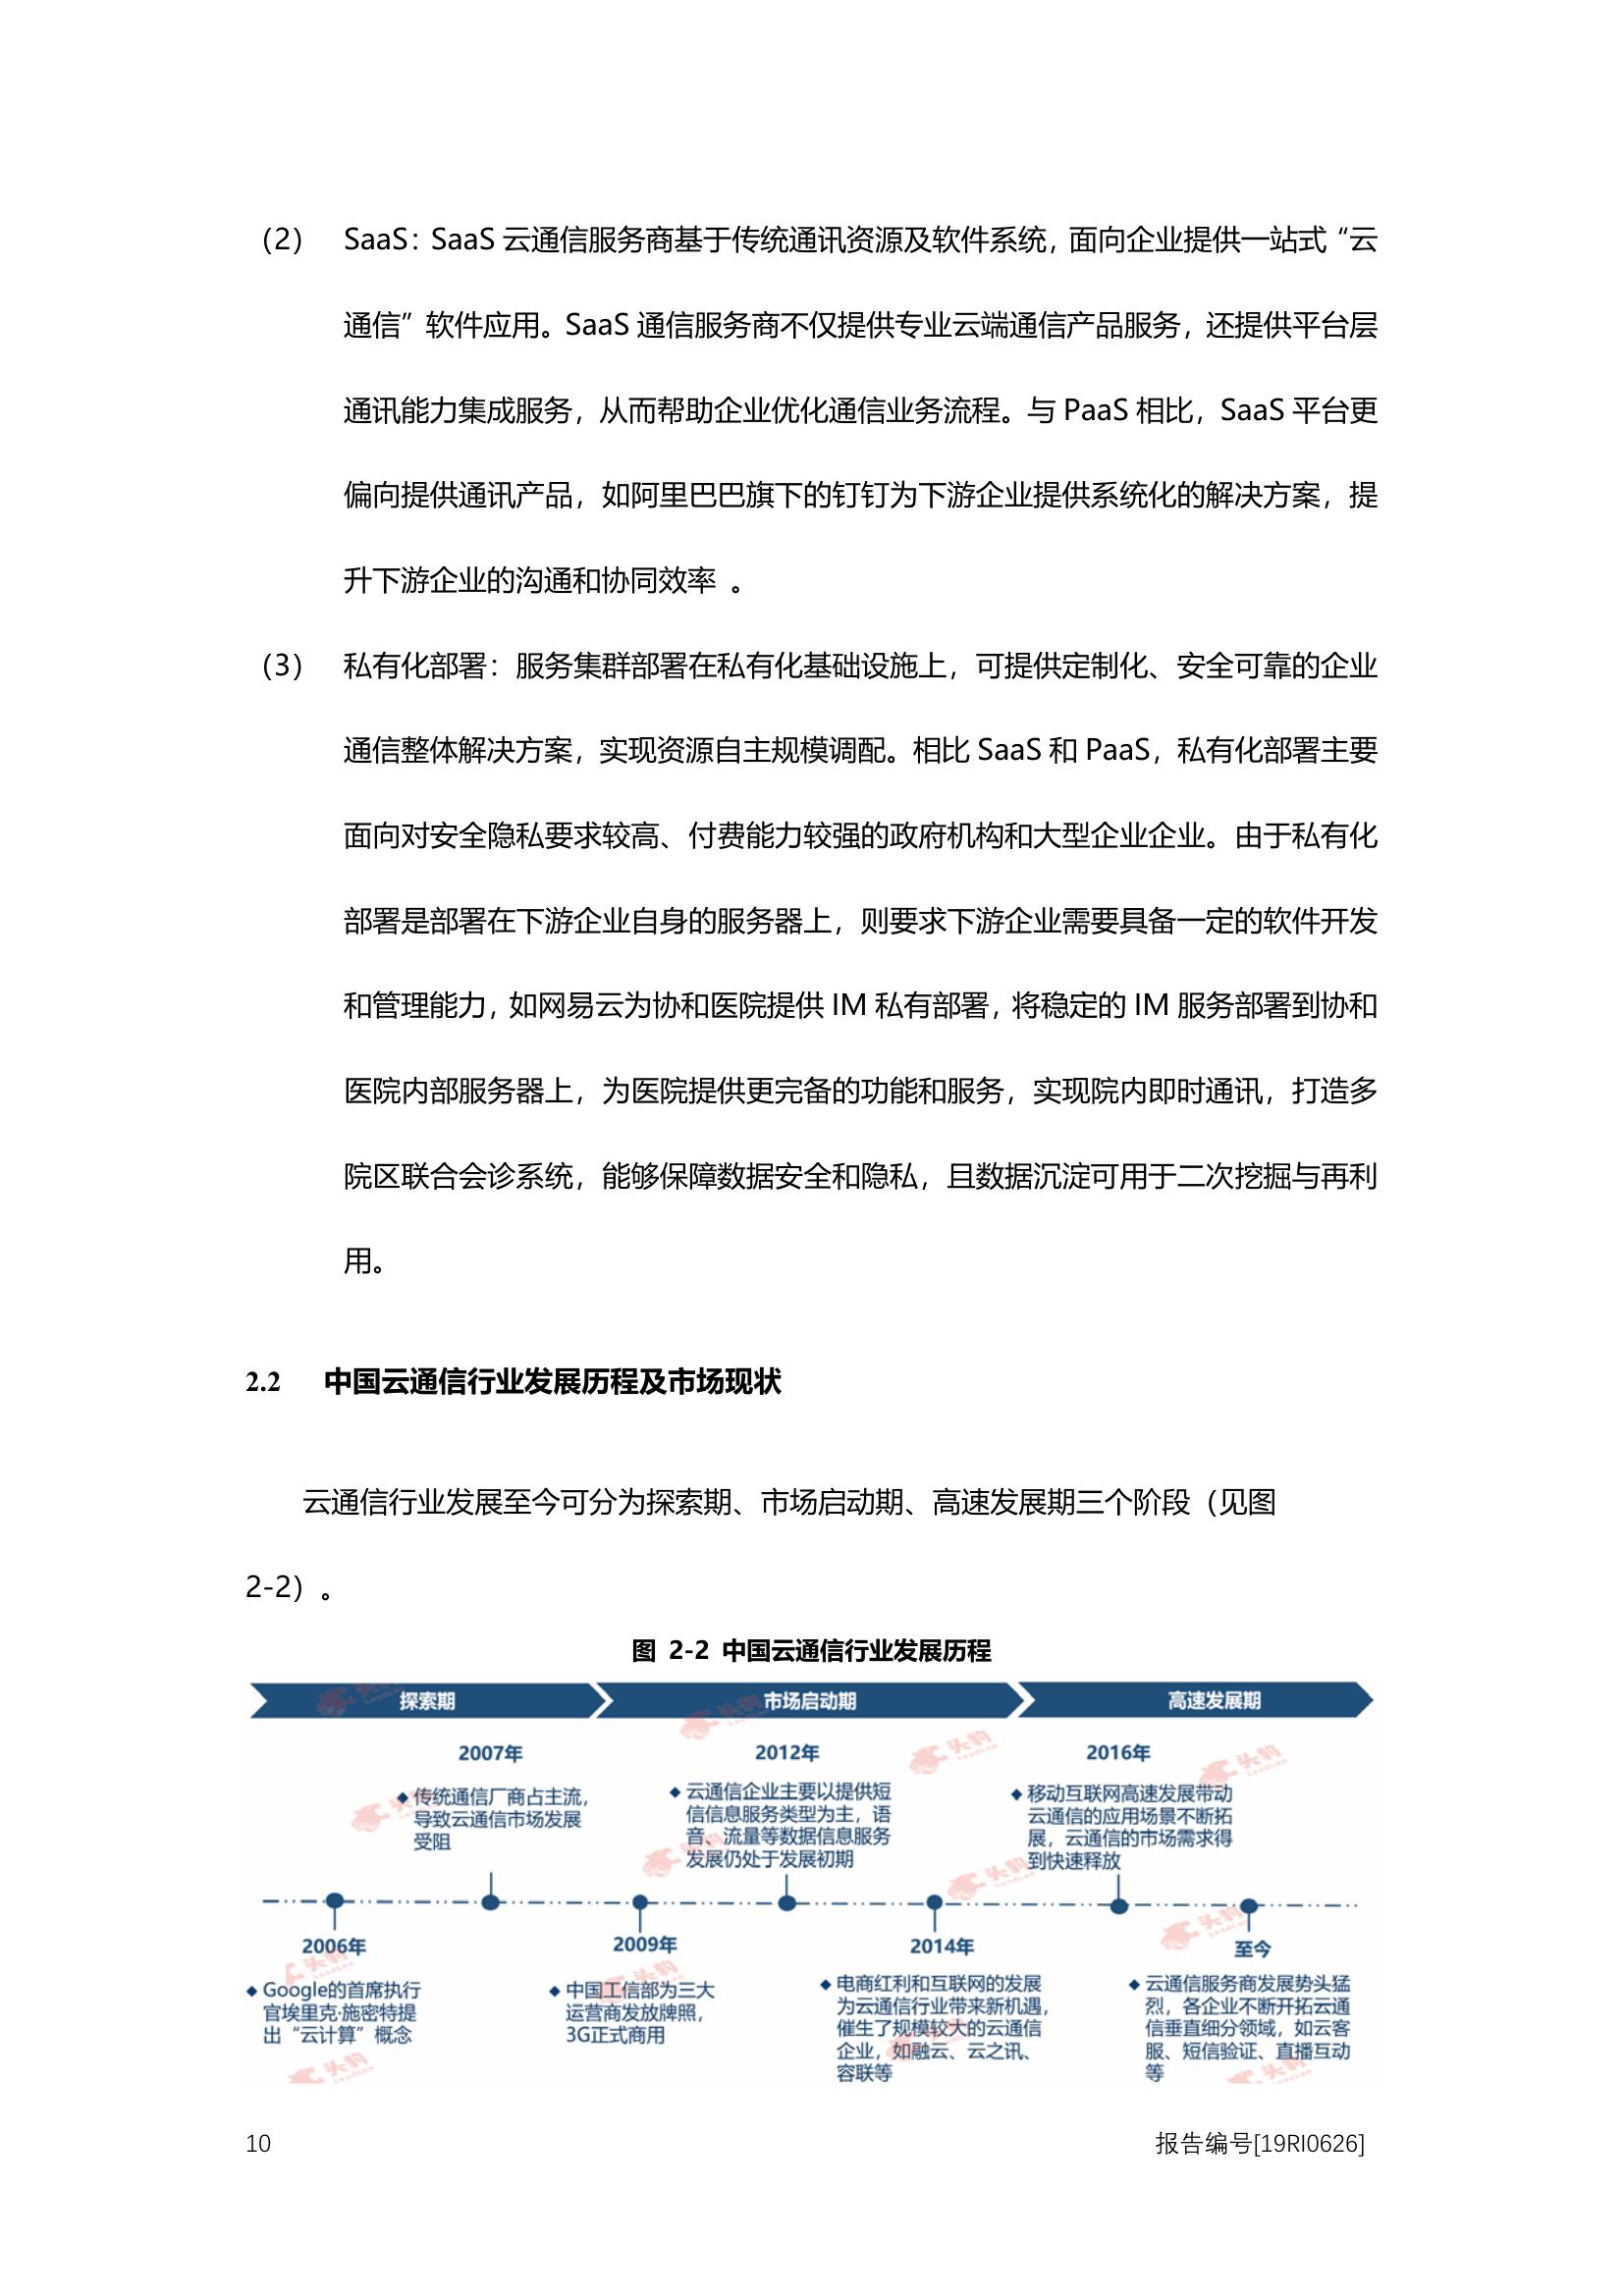 （2） SaaS：SaaS 云通信服务商基于传统通讯资源及软件系统，面向企业提供一站式“云
通信”软件应用。SaaS 通信服务商不仅提供专业云端通信产品服务，还提供平台层
通讯能力集成服务，从而帮助企业优化通信业务流程。与 PaaS 相比，SaaS 平台更
偏向提供通讯产品，如阿里巴巴旗下的钉钉为下游企业提供系统化的解决方案，提
升下游企业的沟通和协同效率 。
（3） 私有化部署：服务集群部署在私有化基础设施上，可提供定制化、安全可靠的企业
通信整体解决方案，实现资源自主规模调配。相比 SaaS 和 PaaS，私有化部署主要
面向对安全隐私要求较高、付费能力较强的政府机构和大型企业企业。由于私有化
部署是部署在下游企业自身的服务器上，则要求下游企业需要具备一定的软件开发
和管理能力，如网易云为协和医院提供 IM 私有部署，将稳定的 IM 服务部署到协和
医院内部服务器上，为医院提供更完备的功能和服务，实现院内即时通讯，打造多
院区联合会诊系统，能够保障数据安全和隐私，且数据沉淀可用于二次挖掘与再利
用。
2.2 中国云通信行业发展历程及市场现状
云通信行业发展至今可分为探索期、市场启动期、高速发展期三个阶段（见图
2-2）。
图 2-2 中国云通信行业发展历程
探索期 市场启动期 高速发展期
2007年
◆ 传统通信厂商占主流，
导致云通信市场发展
受阻
2012年
◆ 云通信企业主要以提供短
信信息服务类型为主，语
音、流量等数据信息服务
发展仍处于发展初期
2016年
◆ 移动互联网高速发展带动
云通信的应用场景不断拓
展，云通信的市场需求得
到快速释放
2006年
◆ Google的首席执行
官埃里克·施密特提
出“云计算”概念
2009年
◆ 中国工信部为三大
运营商发放牌照，
3G正式商用
2014年
◆ 电商红利和互联网的发展
为云通信行业带来新机遇，
催生了规模较大的云通信
企业，如融云、云之讯、
容联等
至今
◆ 云通信服务商发展势头猛
烈，各企业不断开拓云通
信垂直细分领域，如云客
服、短信验证、直播互动
等
头豹
LeadLeo
10 报告编号[19RI0626]